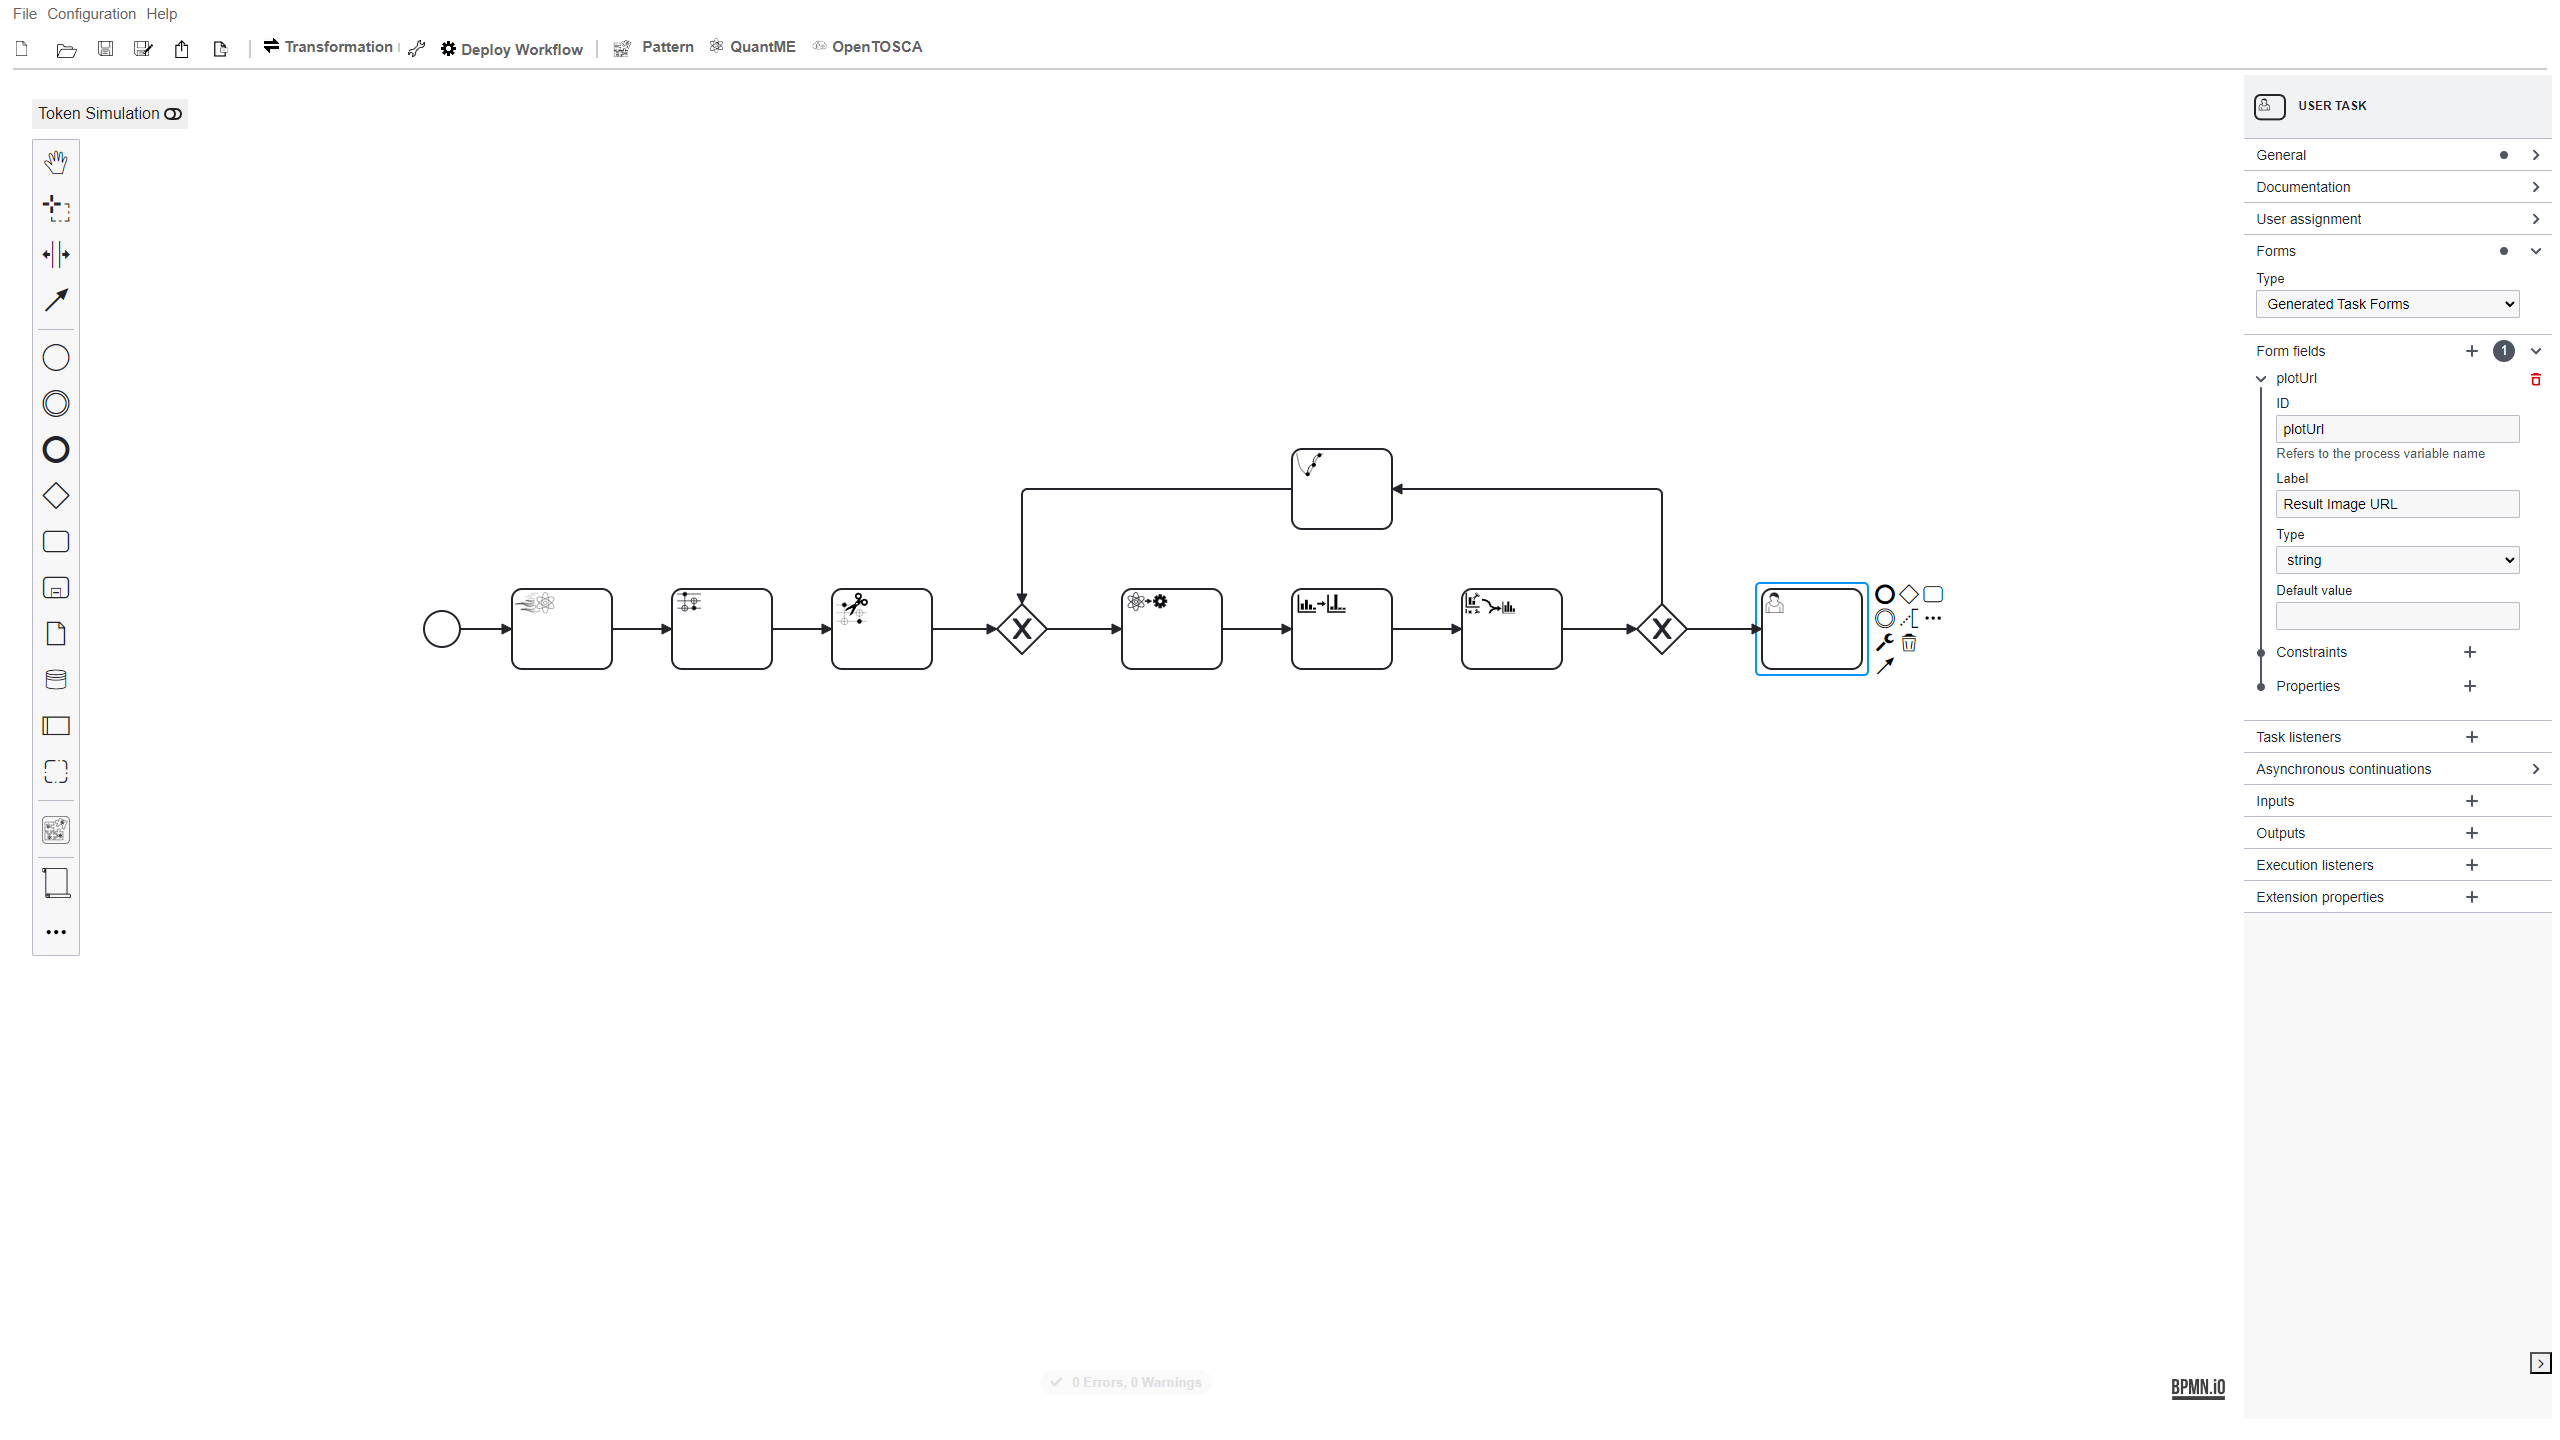 File Configuration Help
Transformation Deploy Workflow Pattern QuantME OpenTOSCA
Token Simulation
USER TASK
General
Documentation
User assignment
Forms
Type
Generated Task Forms
Form fields 1
plotUrl
ID
plotUrl
Refers to the process variable name
Label
Result Image URL
Type
string
Default value
Constraints
Properties
Task listeners
Asynchronous continuations
Inputs
Outputs
Execution listeners
Extension properties
0 Errors, 0 Warnings
BPMN.iO